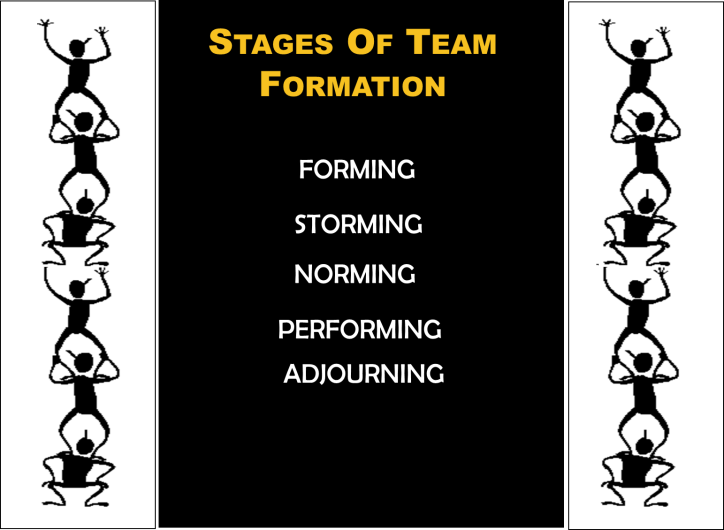 STAGES OF TEAM
FORMATION
FORMING
STORMING
NORMING
PERFORMING
ADJOURNING